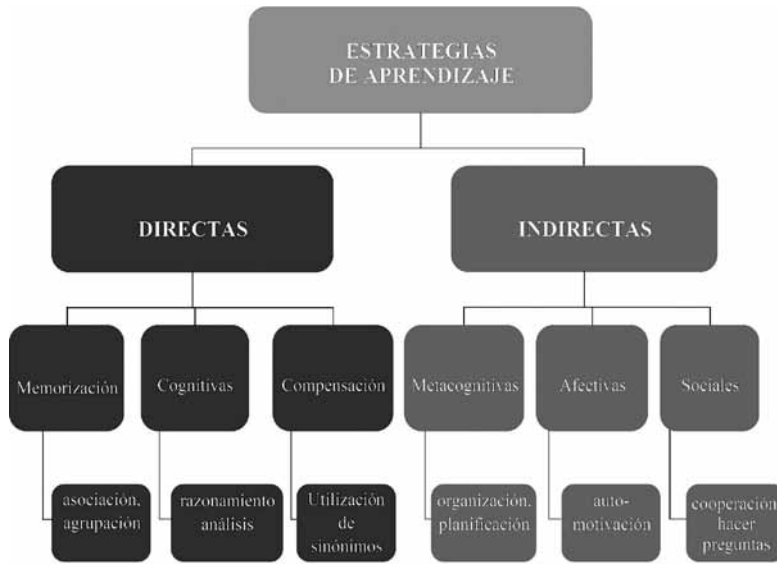 ESTRATEGIAS
DE APRENDIZAJE
DIRECTAS
INDIRECTAS
Memorización
Cognitivas
Compensación
Metacognitivas
Afectivas
Sociales
asociación,
agrupación
razonamiento
análisis
Utilización
de
sinónimos
organización,
planificación
auto-
motivación
cooperación
hacer
preguntas